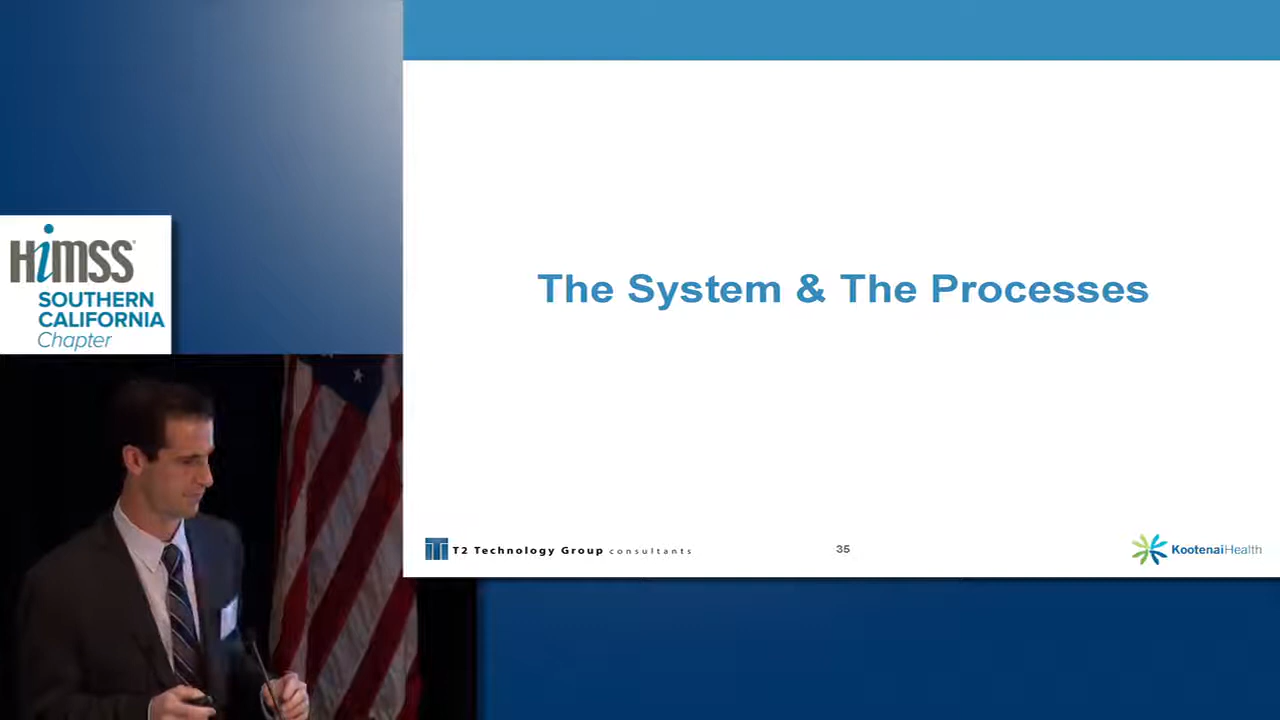 HiMSS
SOUTHERN
CALIFORNIA
Chapter
The System & The Processes
T2 Technology Group consultants
35
KootenaiHealth